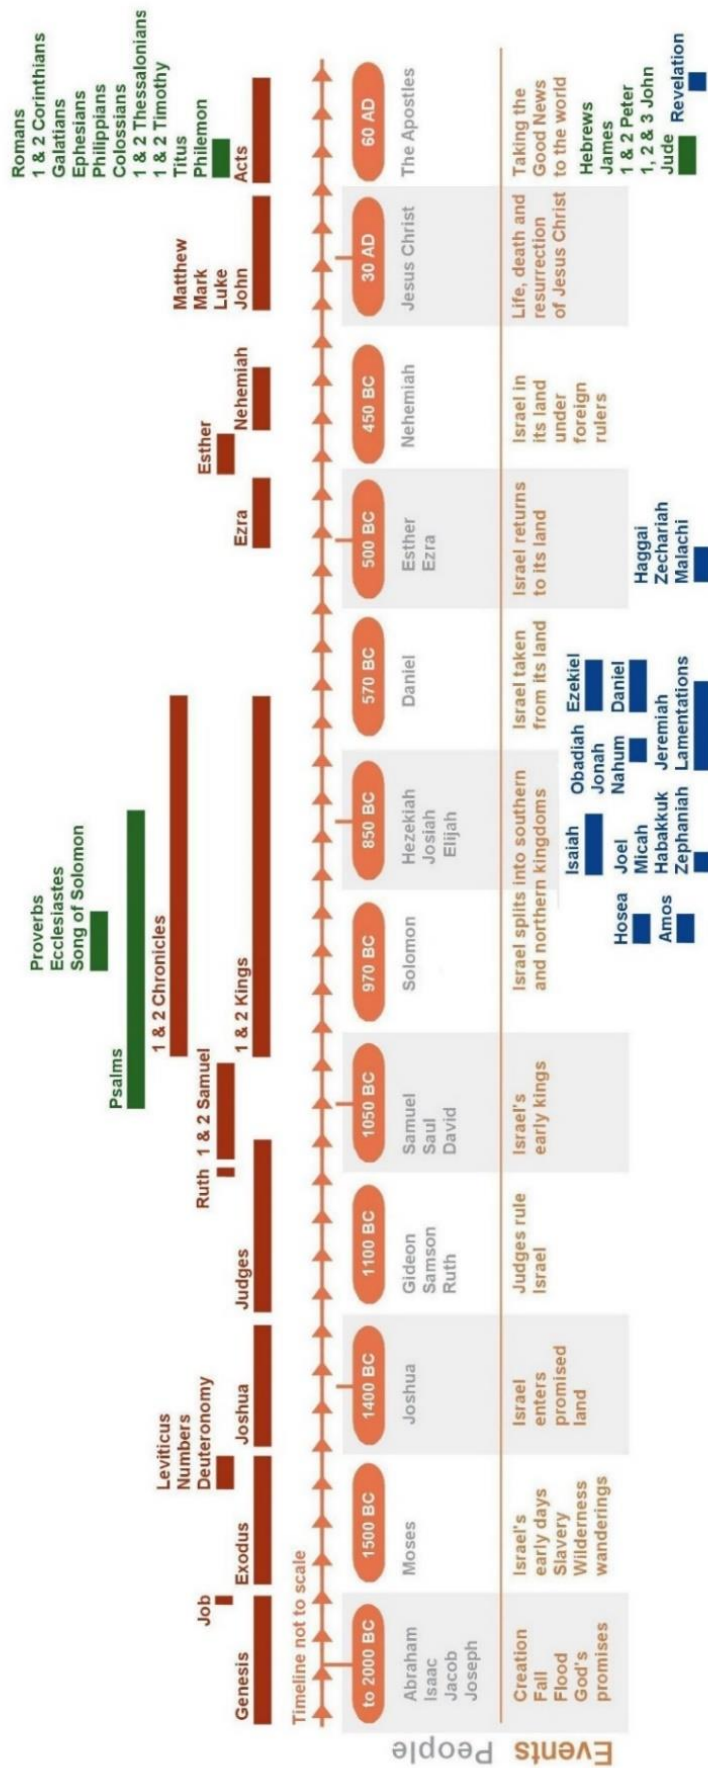 Proverbs
Ecclesiastes
Song of Solomon
Psalms
1 & 2 Chronicles
Romans
1 & 2 Corinthians
Galatians
Ephesians
Philippians
Colossians
1 & 2 Thessalonians
1 & 2 Timothy
Titus
Philemon
Leviticus
Numbers
Deuteronomy
Job
Ruth
1 & 2 Samuel
Esther
Matthew
Mark
Luke
John
Genesis
Exodus
Joshua
Judges
1 & 2 Kings
Ezra
Nehemiah
Acts
Timeline not to scale
to 2000 BC
1500 BC
1400 BC
1100 BC
1050 BC
970 BC
850 BC
570 BC
500 BC
450 BC
30 AD
60 AD
People
Abraham
Isaac
Jacob
Joseph
Moses
Joshua
Gideon
Samson
Ruth
Samuel
Saul
David
Solomon
Hezekiah
Josiah
Elijah
Daniel
Esther
Ezra
Nehemiah
Jesus Christ
The Apostles
Events
Creation
Fall
Flood
God's
promises
Israel's
early days
Slavery
Wilderness
wanderings
Israel
enters
promised
land
Judges rule
Israel
Israel's
early kings
Israel splits into southern
and northern kingdoms
Israel taken
from its land
Israel returns
to its land
Israel in
its land
under
foreign
rulers
Life, death and
resurrection
of Jesus Christ
Taking the
Good News
to the world
Hosea
Amos
Isaiah
Joel
Micah
Habakkuk
Zephaniah
Obadiah
Jonah
Nahum
Jeremiah
Lamentations
Ezekiel
Daniel
Haggai
Zechariah
Malachi
Hebrews
James
1 & 2 Peter
1, 2 & 3 John
Jude
Revelation